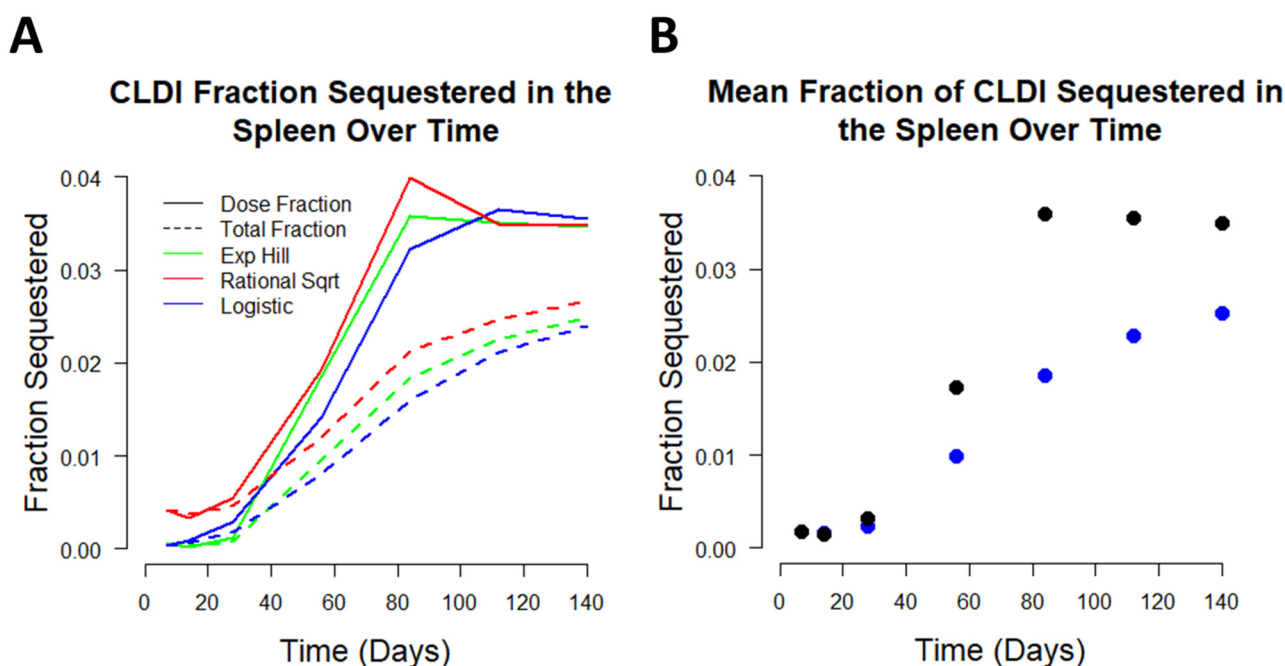 A
CLDI Fraction Sequestered in the
Spleen Over Time
Fraction Sequestered
0.04
0.03
0.02
0.01
0.00
Dose Fraction
Total Fraction
Exp Hill
Rational Sqrt
Logistic
0 20 40 60 80 100 120 140
Time (Days)
B
Mean Fraction of CLDI Sequestered in
the Spleen Over Time
Fraction Sequestered
0.04
0.03
0.02
0.01
0.00
0 20 40 60 80 100 120 140
Time (Days)